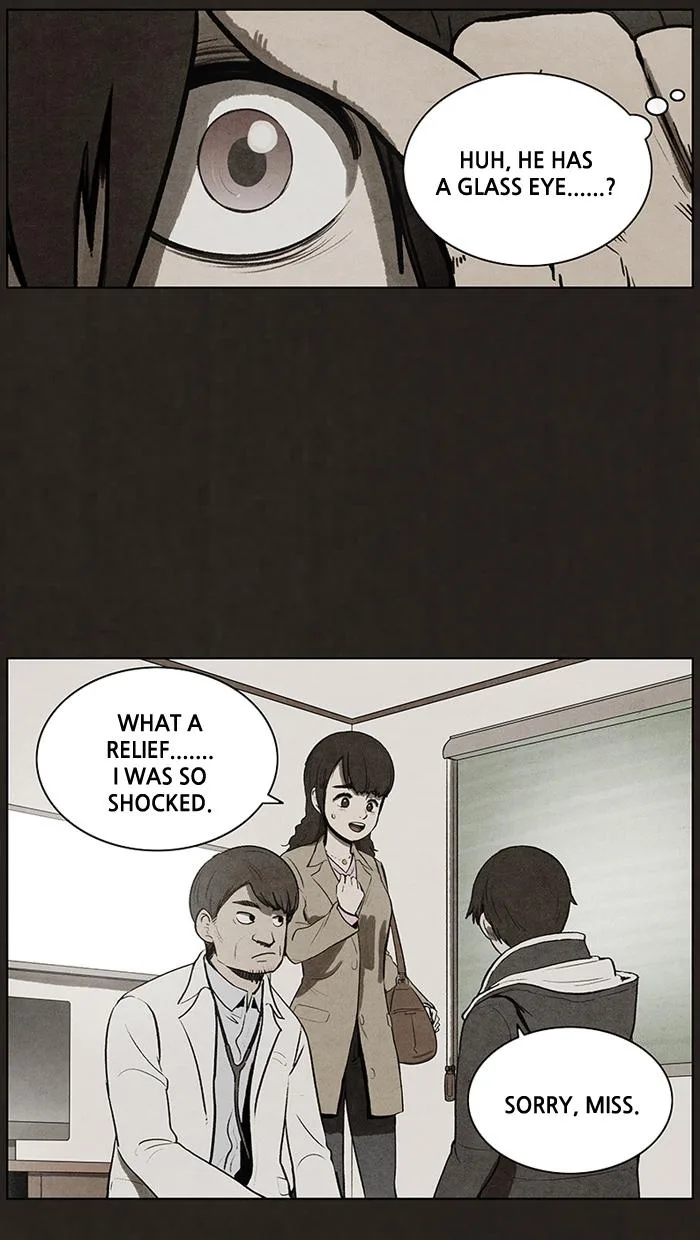 HUH, HE HAS
A GLASS EYE......?
WHAT A
RELIEF.......
I WAS SO
SHOCKED.
SORRY, MISS.